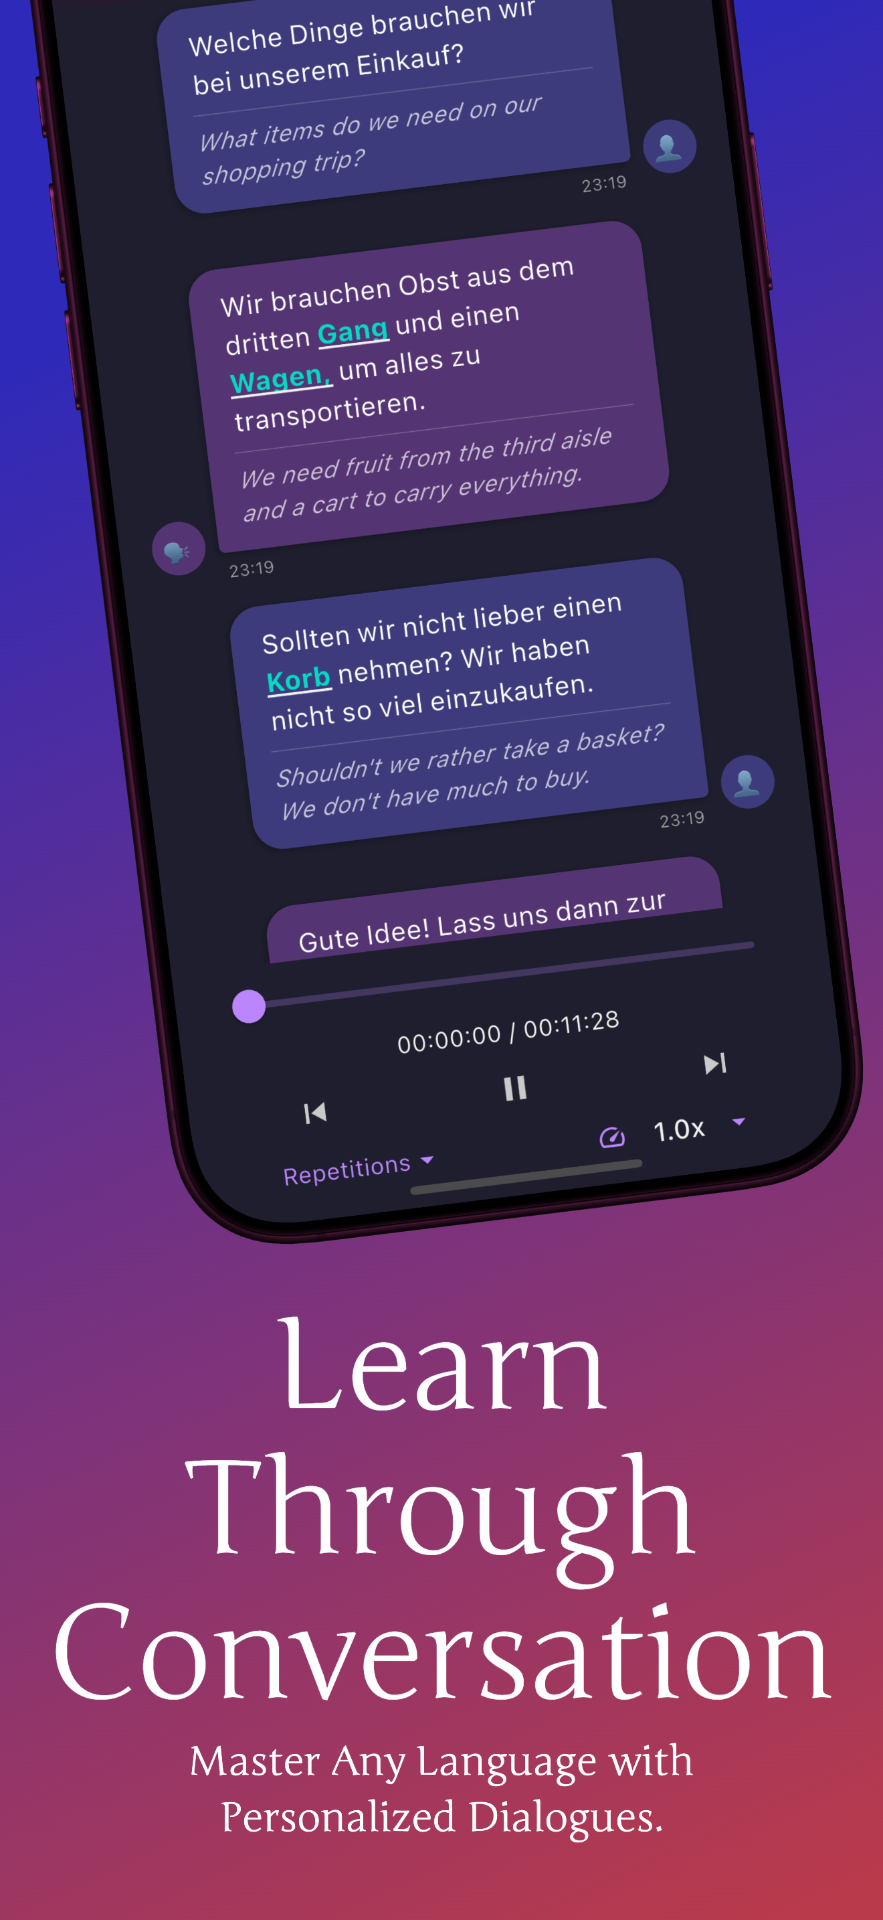 Welche Dinge brauchen wir
bei unserem Einkauf?
What items do we need on our
shopping trip?
23:19
Wir brauchen Obst aus dem
dritten Gang und einen
Wagen, um alles zu
transportieren.
We need fruit from the third aisle
and a cart to carry everything.
23:19
Sollten wir nicht lieber einen
Korb nehmen? Wir haben
nicht so viel einzukaufen.
Shouldn't we rather take a basket?
We don't have much to buy.
23:19
Gute Idee! Lass uns dann zur
00:00:00 / 00:11:28
Repetitions 1.0x
Learn
Through
Conversation
Master Any Language with
Personalized Dialogues.